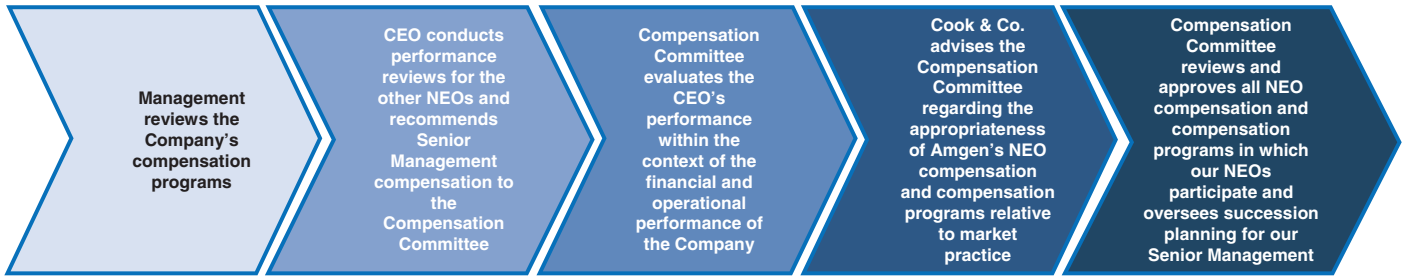 Management
reviews the
Company's
compensation
programs
CEO conducts
performance
reviews for the
other NEOs and
recommends
Senior
Management
compensation to
the
Compensation
Committee
Compensation
Committee
evaluates the
CEO's
performance
within the
context of the
financial and
operational
performance of
the Company
Cook & Co.
advises the
Compensation
Committee
regarding the
appropriateness
of Amgen's NEO
compensation
and compensation
programs relative
to market
practice
Compensation
Committee
reviews and
approves all NEO
compensation and
compensation
programs in which
our NEOs
participate and
oversees succession
planning for our
Senior Management